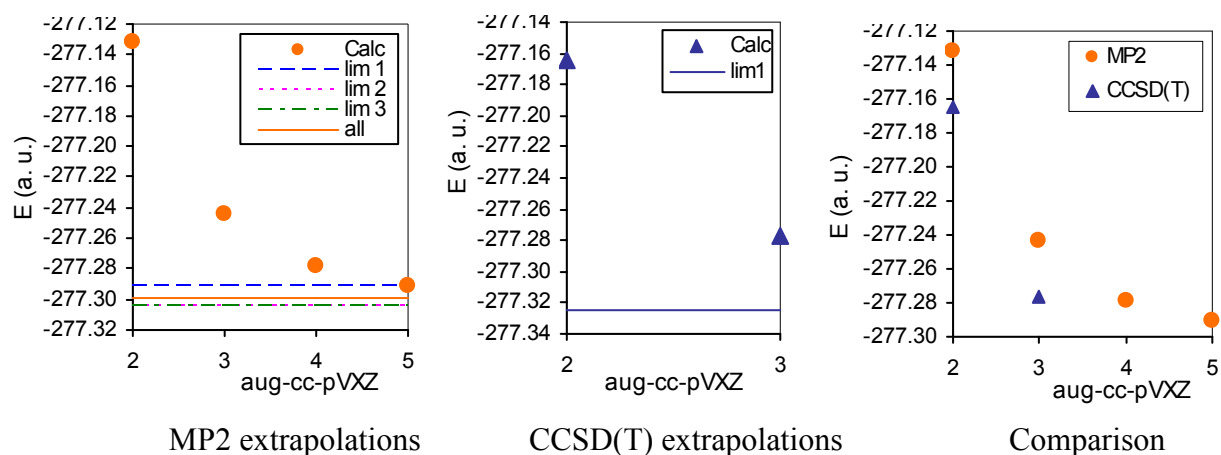 -277.12
-277.14
-277.16
-277.18
-277.20
-277.22
-277.24
-277.26
-277.28
-277.30
-277.32
E (a. u.)
Calc
lim 1
lim 2
lim 3
all
2 3 4 5
aug-cc-pVXZ
MP2 extrapolations
-277.14
-277.16
-277.18
-277.20
-277.22
-277.24
-277.26
-277.28
-277.30
-277.32
-277.34
E (a. u.)
Calc
lim1
2 3
aug-cc-pVXZ
CCSD(T) extrapolations
-277.12
-277.14
-277.16
-277.18
-277.20
-277.22
-277.24
-277.26
-277.28
-277.30
E (a. u.)
MP2
CCSD(T)
2 3 4 5
aug-cc-pVXZ
Comparison